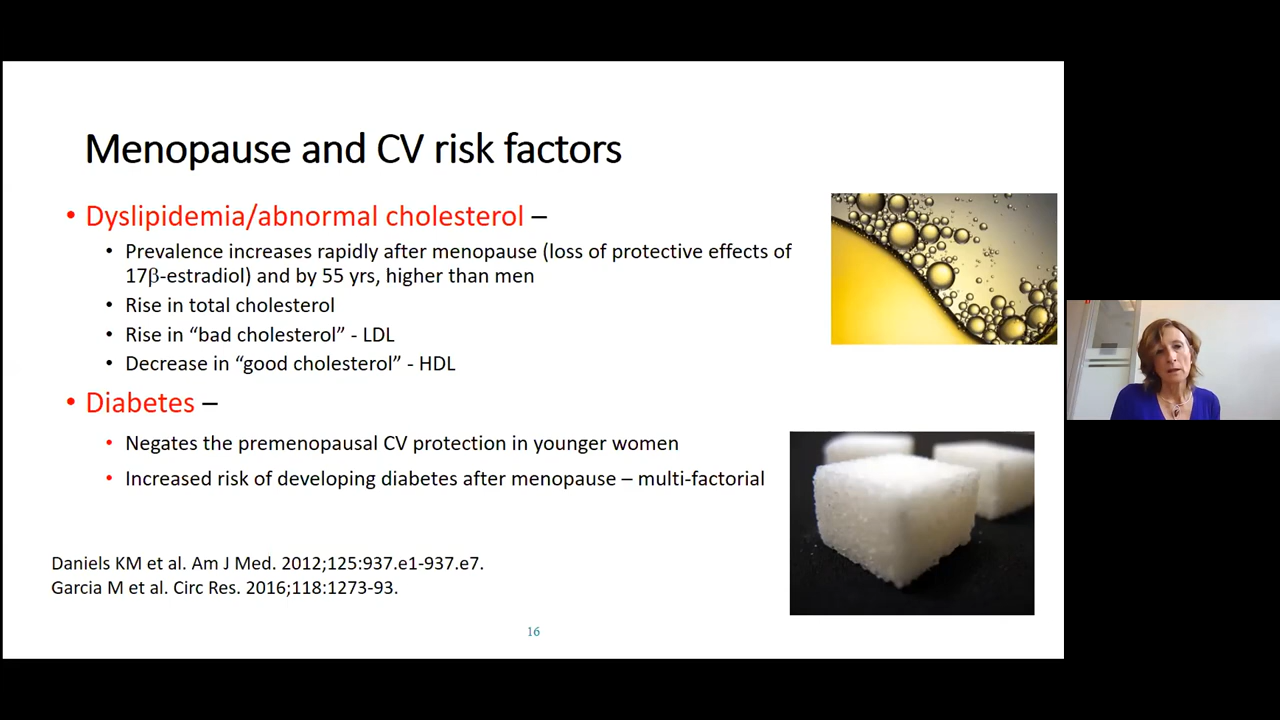 Menopause and CV risk factors
• Dyslipidemia/abnormal cholesterol –
• Prevalence increases rapidly after menopause (loss of protective effects of
17β-estradiol) and by 55 yrs, higher than men
• Rise in total cholesterol
• Rise in “bad cholesterol” - LDL
• Decrease in “good cholesterol” - HDL
• Diabetes –
• Negates the premenopausal CV protection in younger women
• Increased risk of developing diabetes after menopause – multi-factorial
Daniels KM et al. Am J Med. 2012;125:937.e1-937.e7.
Garcia M et al. Circ Res. 2016;118:1273-93.
16